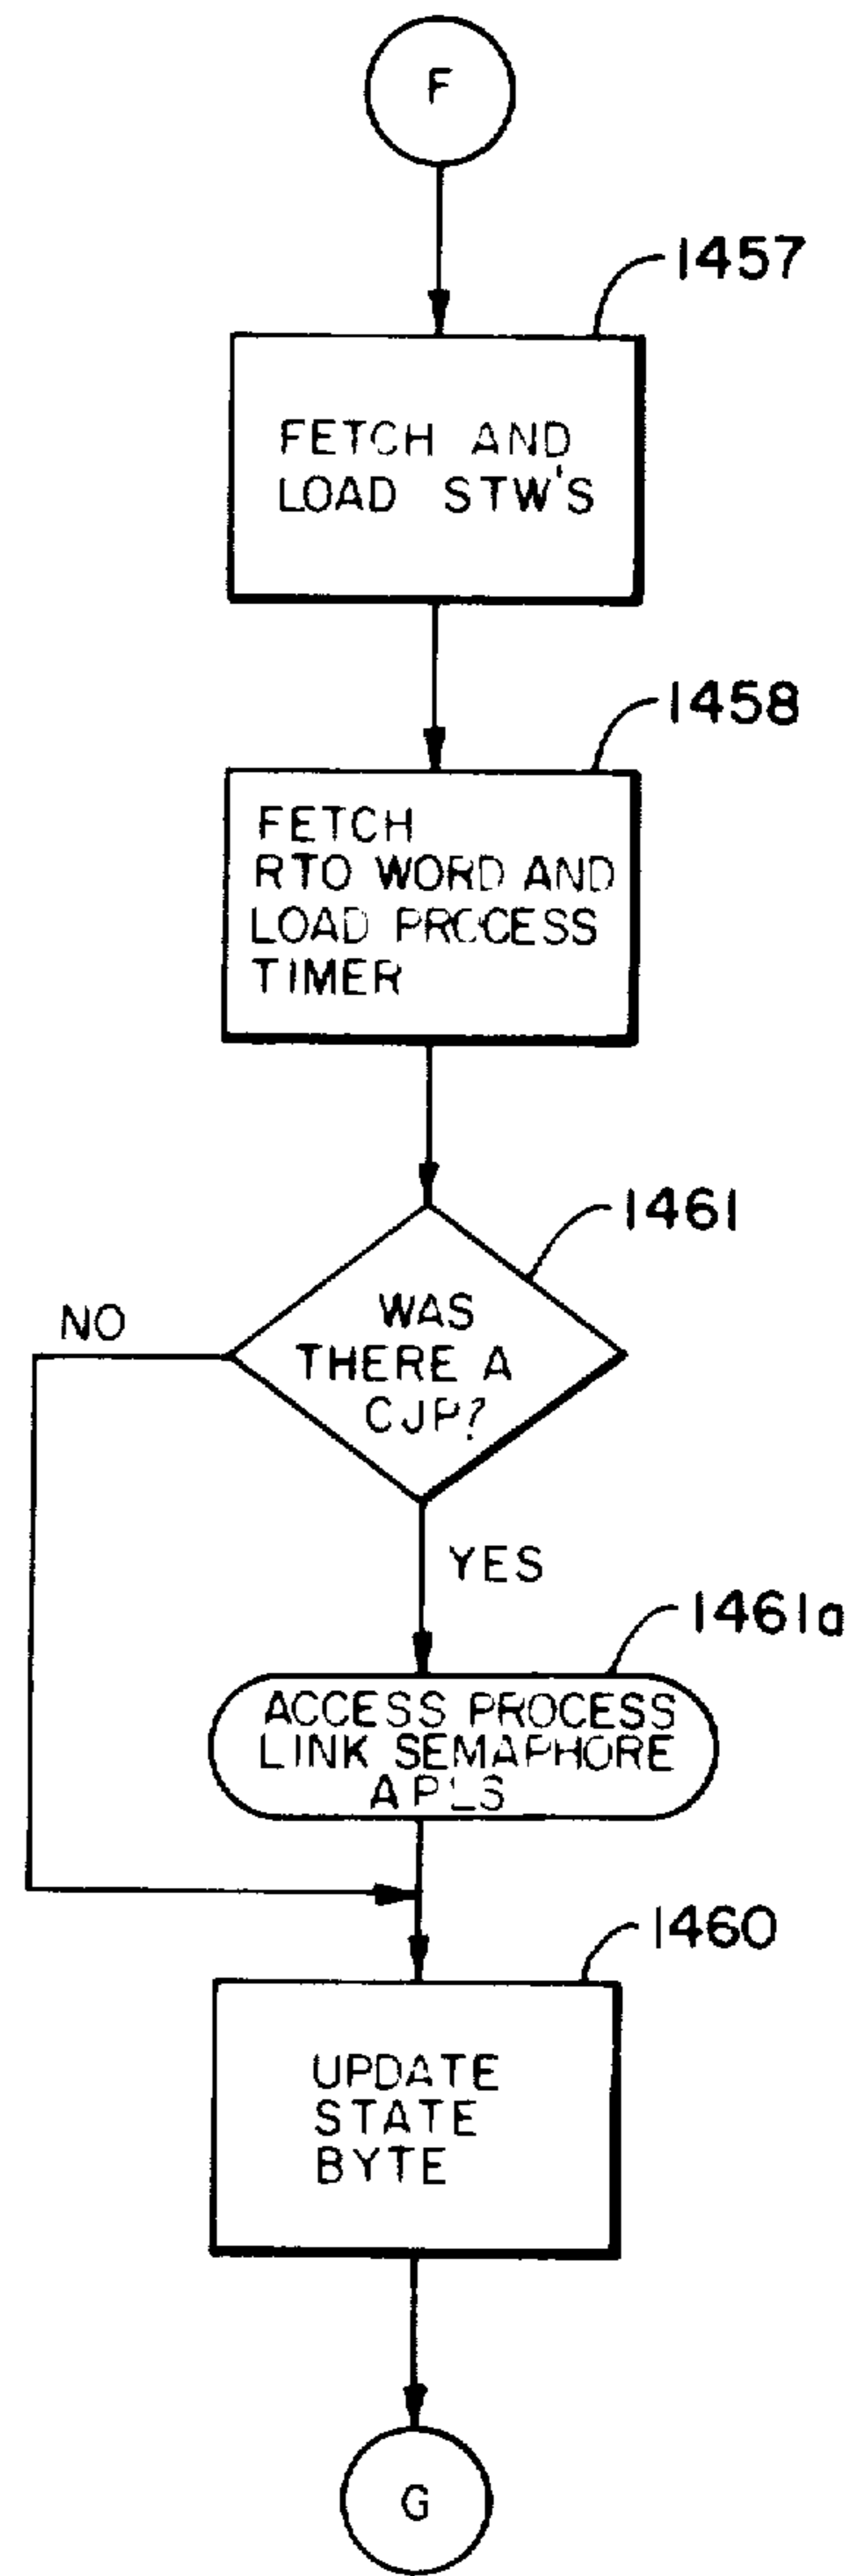 F
1457
FETCH AND
LOAD STW'S
1458
FETCH
RTO WORD AND
LOAD PROCESS
TIMER
1461
WAS
THERE A
CJP?
NO
YES
1461a
ACCESS PROCESS
LINK SEMAPHORE
APLS
1460
UPDATE
STATE
BYTE
G